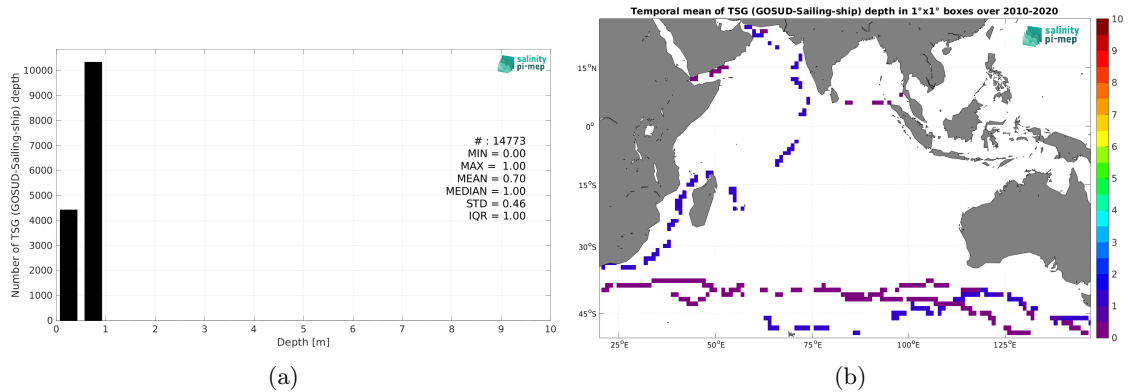 salinity
pi-mep
10000
9000
8000
7000
6000
5000
4000
3000
2000
1000
0
Number of TSG (GOSUD-Sailing-ship) depth
# : 14773
MIN = 0.00
MAX = 1.00
MEAN = 0.70
MEDIAN = 1.00
STD = 0.46
IQR = 1.00
0 1 2 3 4 5 6 7 8 9 10
Depth [m]
(a)
Temporal mean of TSG (GOSUD-Sailing-ship) depth in 1°x1° boxes over 2010-2020
salinity
pi-mep
15°N
0°
15°S
30°S
45°S
25°E 50°E 75°E 100°E 125°E
10
9
8
7
6
5
4
3
2
1
0
(b)